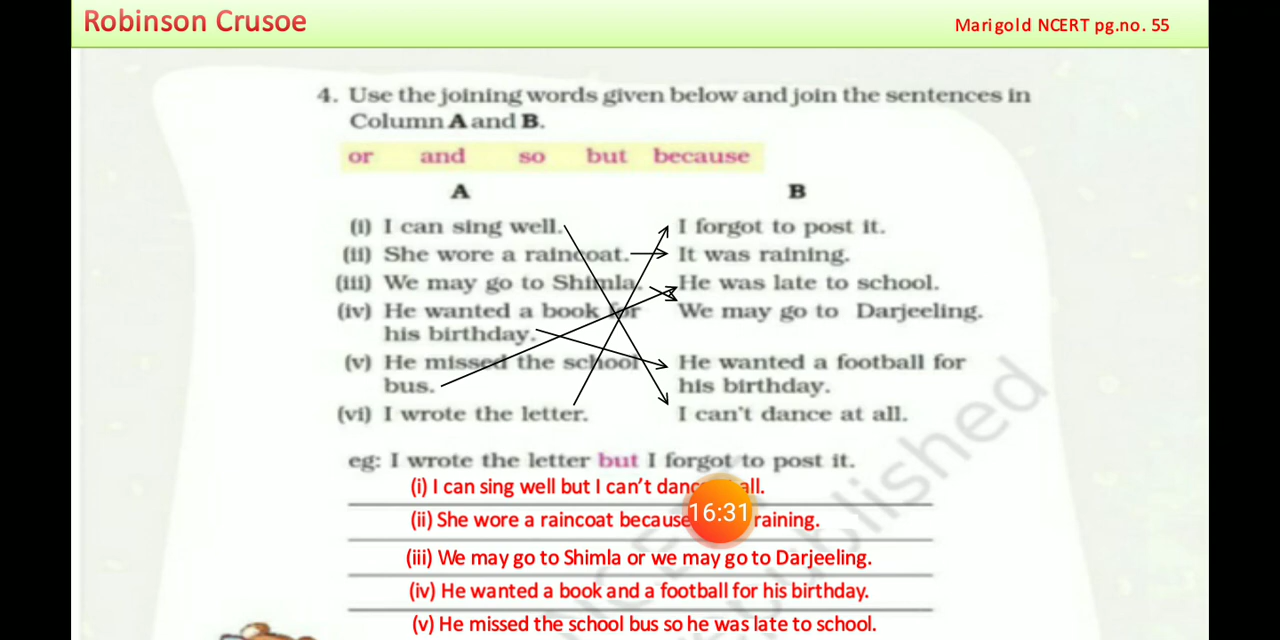 Robinson Crusoe
Marigold NCERT pg.no. 55
4. Use the joining words given below and join the sentences in
Column A and B.
or and so but because
A B
(i) I can sing well. I forgot to post it.
(ii) She wore a raincoat. It was raining.
(iii) We may go to Shimla. He was late to school.
(iv) He wanted a book for We may go to Darjeeling.
his birthday.
(v) He missed the school He wanted a football for
bus. his birthday.
(vi) I wrote the letter. I can't dance at all.
eg: I wrote the letter but I forgot to post it.
(i) I can sing well but I can't all.
16:31
(ii) She wore a raincoat because raining.
(iii) We may go to Shimla or we may go to Darjeeling.
(iv) He wanted a book and a football for his birthday.
(v) He missed the school bus so he was late to school.